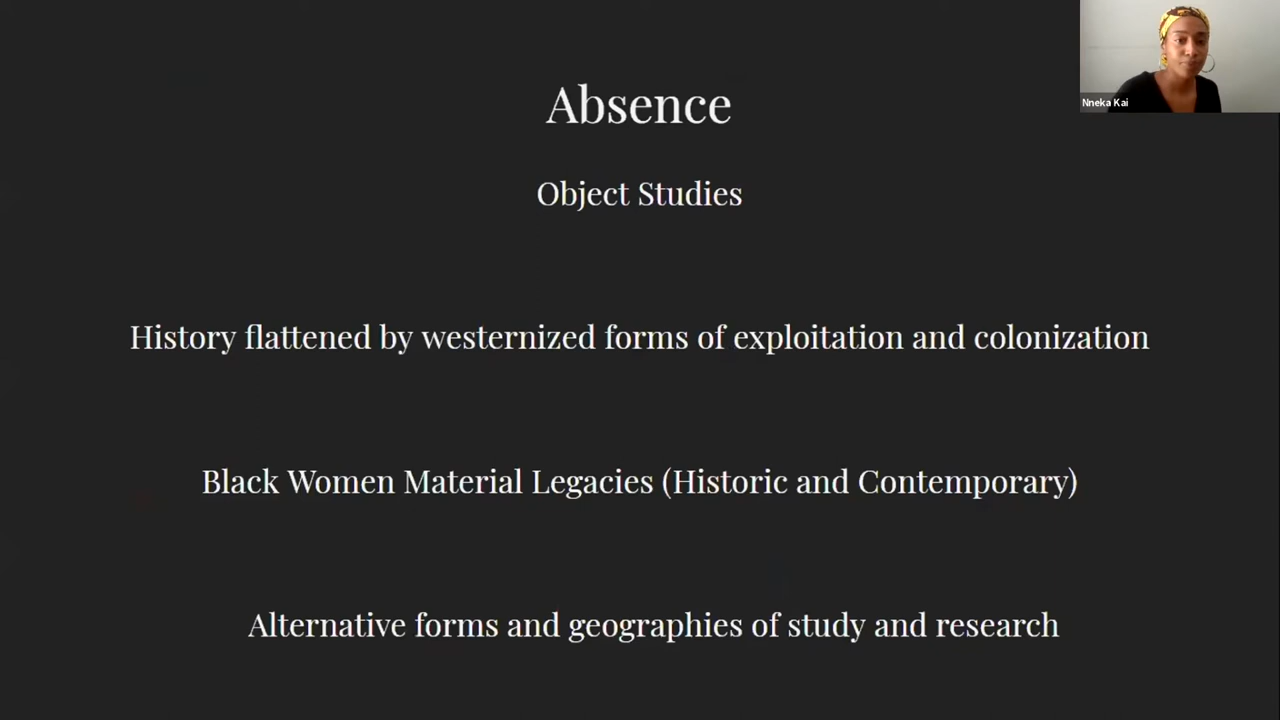 Absence
Nneka Kai
Object Studies
History flattened by westernized forms of exploitation and colonization
Black Women Material Legacies (Historic and Contemporary)
Alternative forms and geographies of study and research